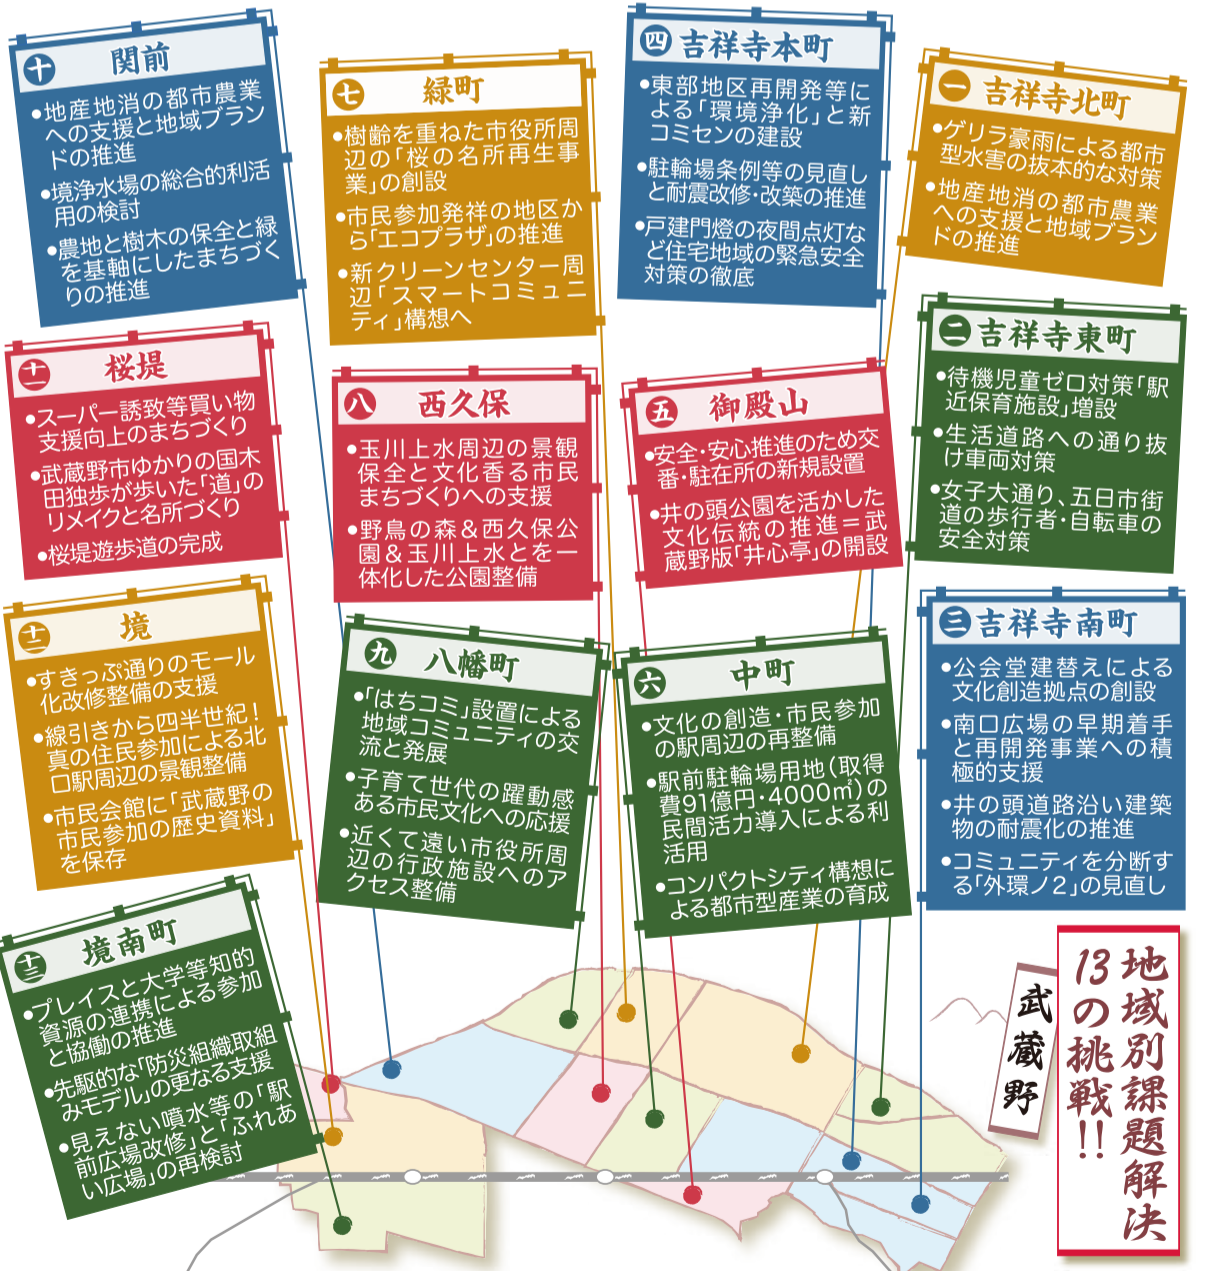 地域別課題解決
13の挑戦!!
武蔵野
一 吉祥寺北町
●ゲリラ豪雨による都市
型水害の抜本的な対策
●地産地消の都市農業
への支援と地域ブラン
ドの推進
二 吉祥寺東町
●待機児童ゼロ対策「駅
近保育施設」増設
●生活道路への通り抜
け車両対策
●女子大通り、五日市街
道の歩行者・自転車の
安全対策
三 吉祥寺南町
●公会堂建替えによる
文化創造拠点の創設
●南口広場の早期着手
と再開発事業への積
極的支援
●井の頭道路沿い建築
物の耐震化の推進
●コミュニティを分断す
る「外環ノ2」の見直し
四 吉祥寺本町
●東部地区再開発等に
よる「環境浄化」と新
コミセンの建設
●駐輪場条例等の見直し
と耐震改修・改築の推進
●戸建門燈の夜間点灯な
ど住宅地域の緊急安全
対策の徹底
五 御殿山
●安全・安心推進のため交
番・駐在所の新規設置
●井の頭公園を活かした
文化伝統の推進＝武
蔵野版「井心亭」の開設
六 中町
●文化の創造・市民参加
の駅周辺の再整備
●駅前駐輪場用地（取得
費91億円・4000㎡）の
民間活力導入による利
活用
●コンパクトシティ構想に
よる都市型産業の育成
七 緑町
●樹齢を重ねた市役所周
辺の「桜の名所再生事
業」の創設
●市民参加発祥の地区か
ら「エコプラザ」の推進
●新クリーンセンター周
辺「スマートコミュニ
ティ」構想へ
八 西久保
●玉川上水周辺の景観
保全と文化香る市民
まちづくりへの支援
●野鳥の森＆西久保公
園＆玉川上水とを一
体化した公園整備
九 八幡町
●「はちコミ」設置による
地域コミュニティの交
流と発展
●子育て世代の躍動感
ある市民文化への応援
●近くて遠い市役所周
辺の行政施設へのア
クセス整備
十 関前
●地産地消の都市農業
への支援と地域ブラン
ドの推進
●境浄水場の総合的利活
用の検討
●農地と樹木の保全と緑
を基軸にしたまちづく
りの推進
十一 桜堤
●スーパー誘致等買い物
支援向上のまちづくり
●武蔵野市ゆかりの国木
田独歩が歩いた「道」の
リメイクと名所づくり
●桜堤遊歩道の完成
十二 境
●すきっぷ通りのモール
化改修整備の支援
●線引きから四半世紀！
真の住民参加による北
口駅周辺の景観整備
●市民会館に「武蔵野の
市民参加の歴史資料」
を保存
十三 境南町
●プレイスと大学等知的
資源の連携による参加
と協働の推進
●先駆的な「防災組織取組
みモデル」の更なる支援
●見えない噴水等の「駅
前広場改修」と「ふれあ
い広場」の再検討